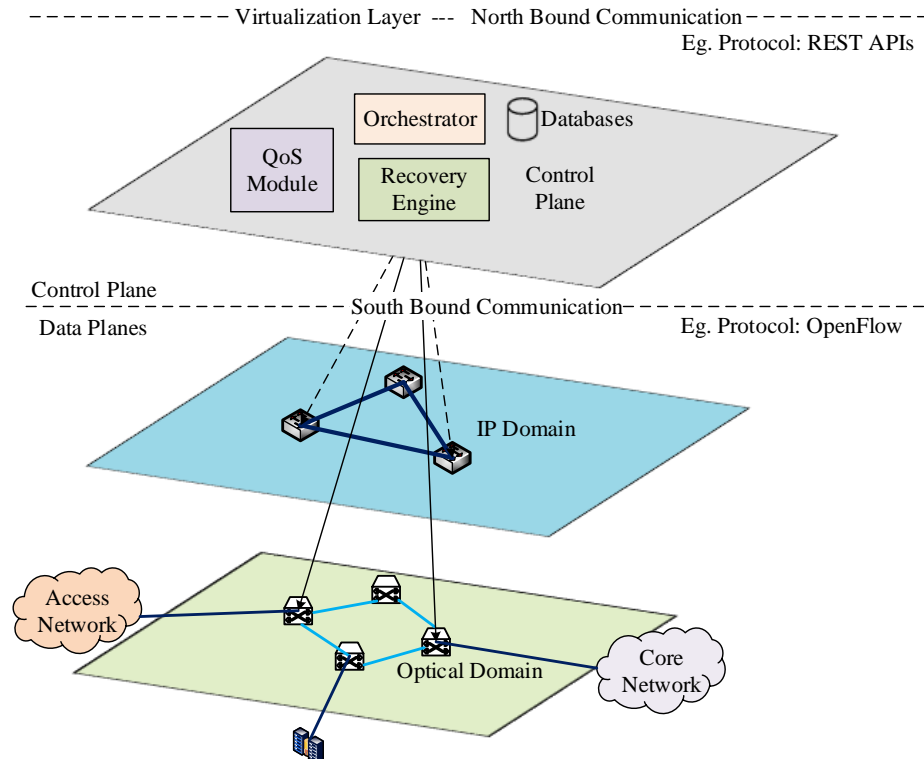 Virtualization Layer --- North Bound Communication
Eg. Protocol: REST APIs
Orchestrator
Databases
QoS
Module
Recovery
Engine
Control
Plane
Control Plane
South Bound Communication
Data Planes
Eg. Protocol: OpenFlow
IP Domain
Access
Network
Optical Domain
Core
Network